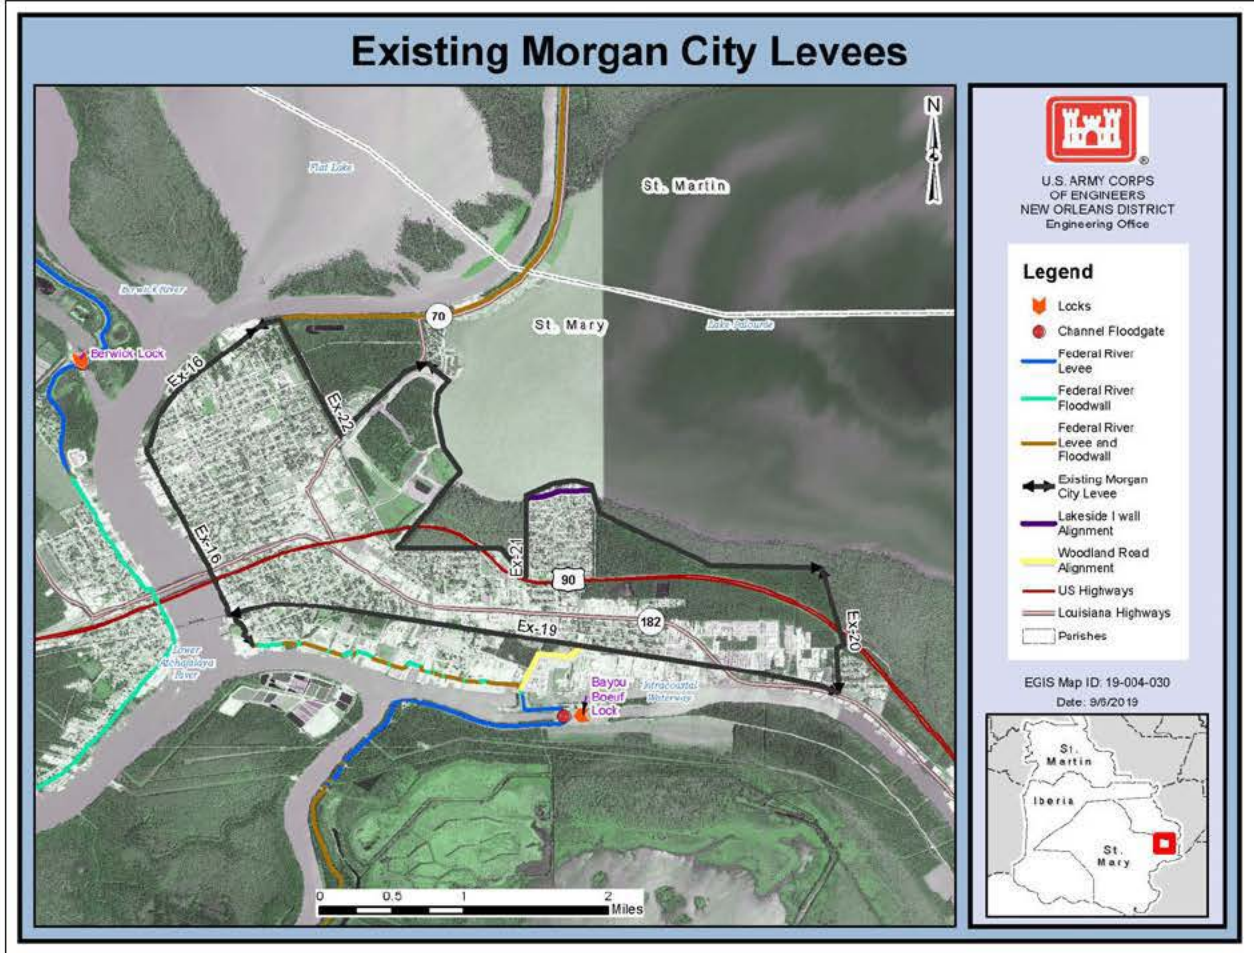 Existing Morgan City Levees
N
Flat Lake
St. Martin
Berwick River
70
St. Mary
Lake Palourde
Berwick Lock
Ex-16
Ex-22
Ex-16
Ex-21
90
Ex-19
182
Ex-20
Lower
Atchafalaya
River
Bayou
Boeuf
Lock
Intracoastal
Waterway
0 0.5 1 2
Miles
®
U.S. ARMY CORPS
OF ENGINEERS
NEW ORLEANS DISTRICT
Engineering Office
Legend
Locks
Channel Floodgate
Federal River
Levee
Federal River
Floodwall
Federal River
Levee and
Floodwall
Existing Morgan
City Levee
Lakeside I wall
Alignment
Woodland Road
Alignment
US Highways
Louisiana Highways
Parishes
EGIS Map ID: 19-004-030
Date: 9/6/2019
St.
Martin
Iberia
St.
Mary